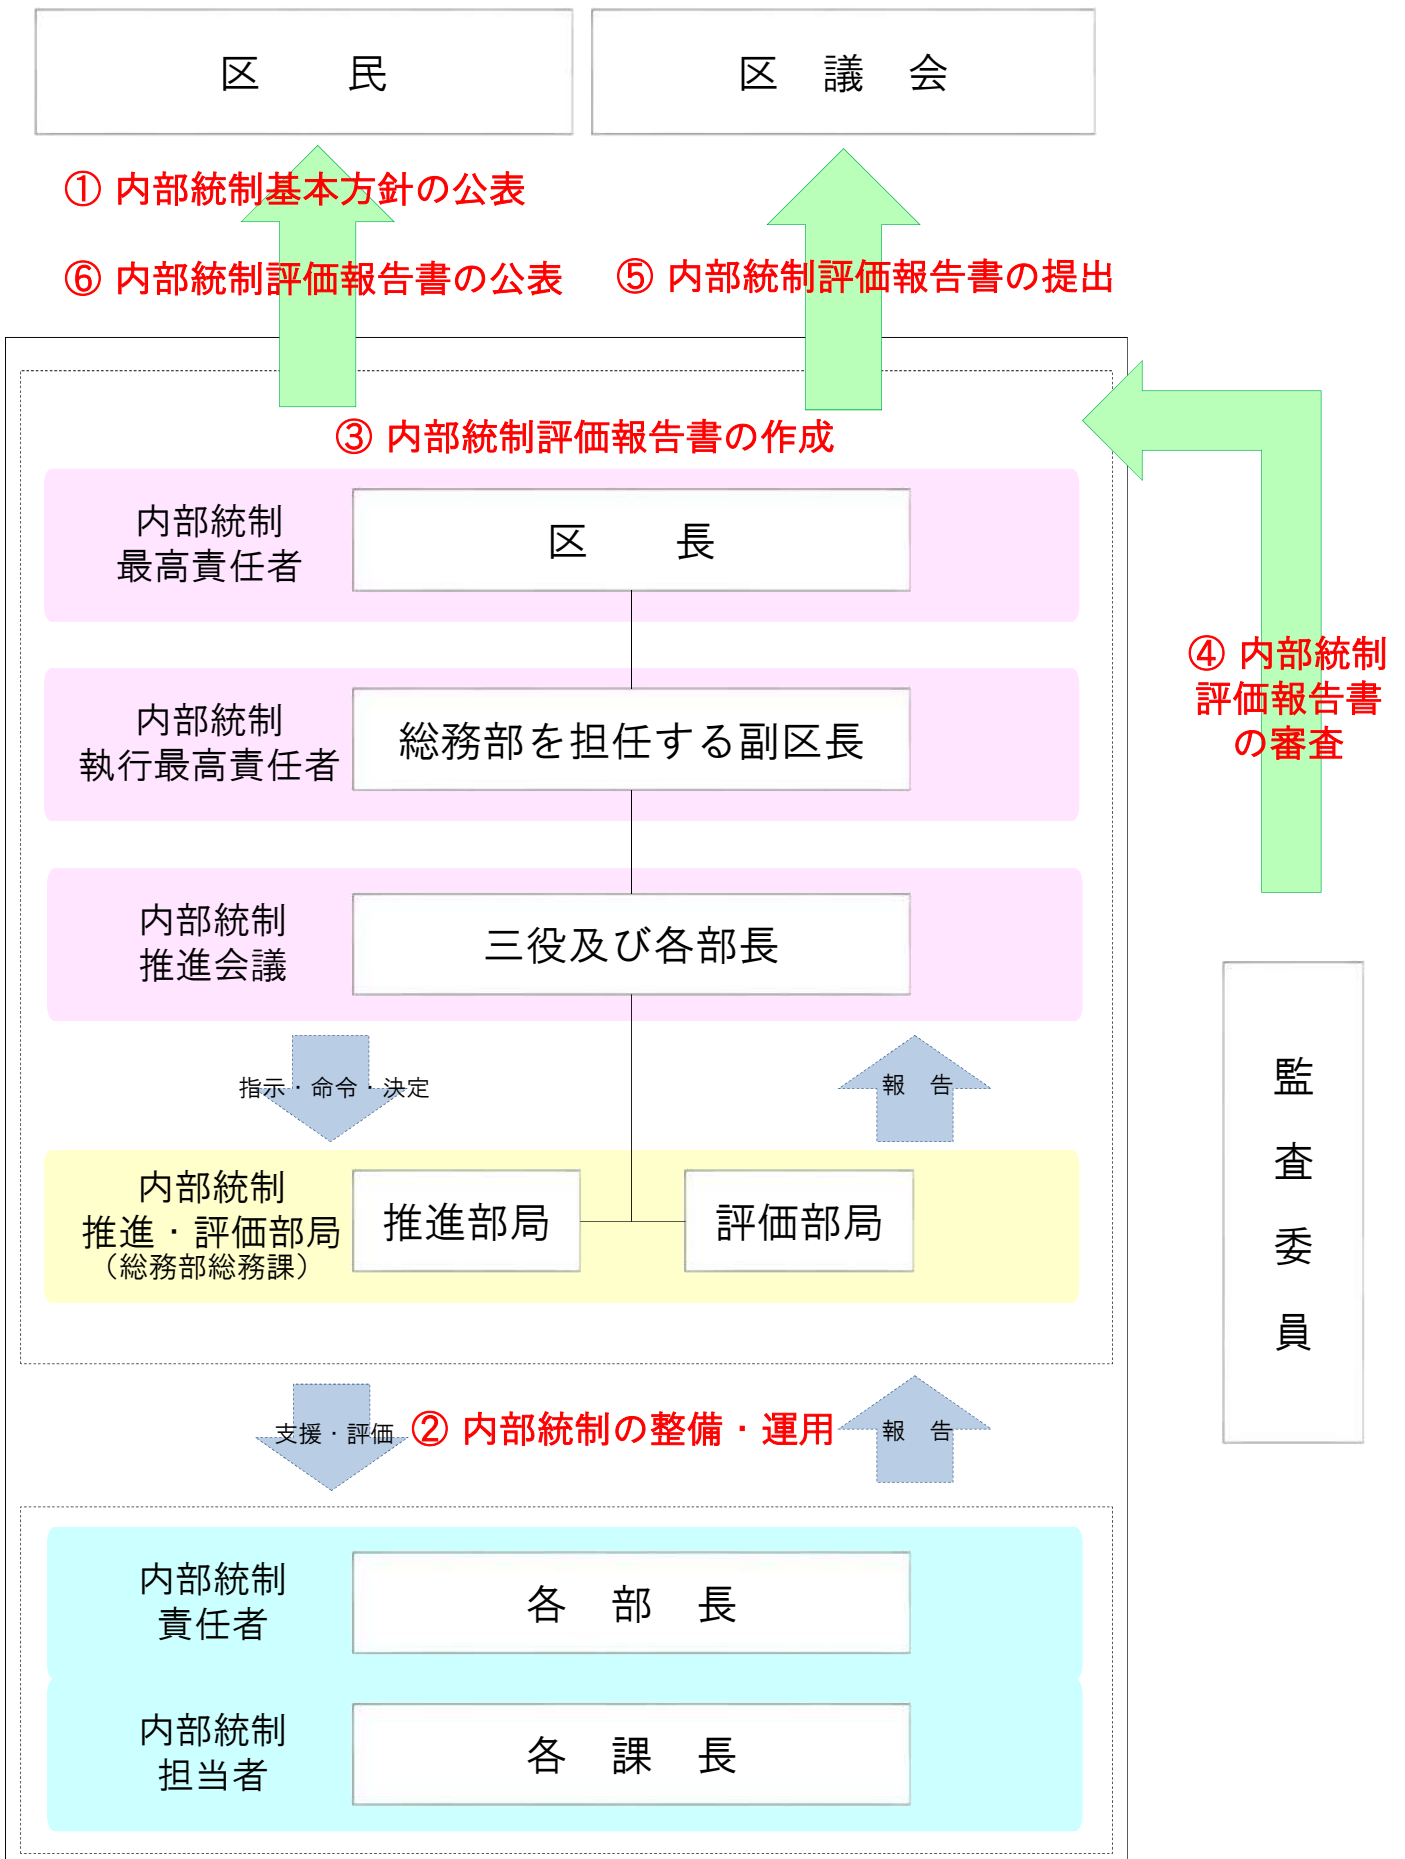 区　　民
区　議　会
① 内部統制基本方針の公表
⑥ 内部統制評価報告書の公表
⑤ 内部統制評価報告書の提出
③ 内部統制評価報告書の作成
内部統制
最高責任者
区　　長
④ 内部統制
評価報告書
の審査
内部統制
執行最高責任者
総務部を担任する副区長
内部統制
推進会議
三役及び各部長
指示・命令・決定
報　告
監
査
委
員
内部統制
推進・評価部局
（総務部総務課）
推進部局
評価部局
支援・評価
② 内部統制の整備・運用
報　告
内部統制
責任者
各　部　長
内部統制
担当者
各　課　長